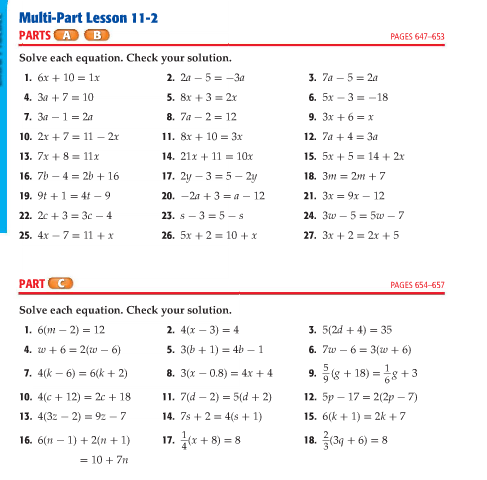 Multi-Part Lesson 11-2
PARTS A B PAGES 647–653
Solve each equation. Check your solution.
1. 6x + 10 = 1x 2. 2a − 5 = −3a 3. 7a − 5 = 2a
4. 3a + 7 = 10 5. 8x + 3 = 2x 6. 5x − 3 = −18
7. 3a − 1 = 2a 8. 7a − 2 = 12 9. 3x + 6 = x
10. 2x + 7 = 11 − 2x 11. 8x + 10 = 3x 12. 7a + 4 = 3a
13. 7x + 8 = 11x 14. 21x + 11 = 10x 15. 5x + 5 = 14 + 2x
16. 7b − 4 = 2b + 16 17. 2y − 3 = 5 − 2y 18. 3m = 2m + 7
19. 9t + 1 = 4t − 9 20. −2a + 3 = a − 12 21. 3x = 9x − 12
22. 2c + 3 = 3c − 4 23. s − 3 = 5 − s 24. 3w − 5 = 5w − 7
25. 4x − 7 = 11 + x 26. 5x + 2 = 10 + x 27. 3x + 2 = 2x + 5
PART C PAGES 654–657
Solve each equation. Check your solution.
1. 6(m − 2) = 12 2. 4(x − 3) = 4 3. 5(2d + 4) = 35
4. w + 6 = 2(w − 6) 5. 3(b + 1) = 4b − 1 6. 7w − 6 = 3(w + 6)
7. 4(k − 6) = 6(k + 2) 8. 3(x − 0.8) = 4x + 4 9. 5/9(g + 18) = 1/6g + 3
10. 4(c + 12) = 2c + 18 11. 7(d − 2) = 5(d + 2) 12. 5p − 17 = 2(2p − 7)
13. 4(3z − 2) = 9z − 7 14. 7s + 2 = 4(s + 1) 15. 6(k + 1) = 2k + 7
16. 6(n − 1) + 2(n + 1) 17. 1/4(x + 8) = 8 18. 2/3(3q + 6) = 8
= 10 + 7n